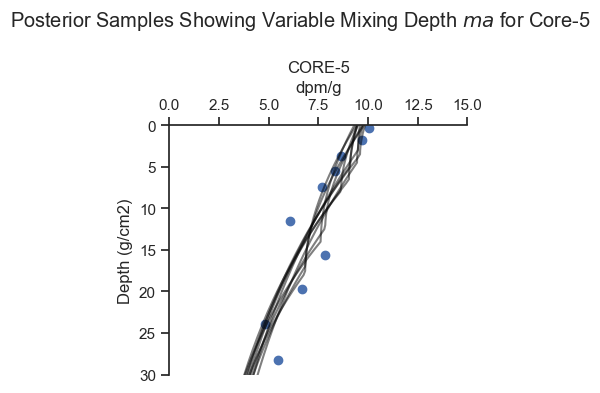 Posterior Samples Showing Variable Mixing Depth ma for Core-5
CORE-5
dpm/g
0.0 2.5 5.0 7.5 10.0 12.5 15.0
0
5
10
15
20
25
30
Depth (g/cm2)